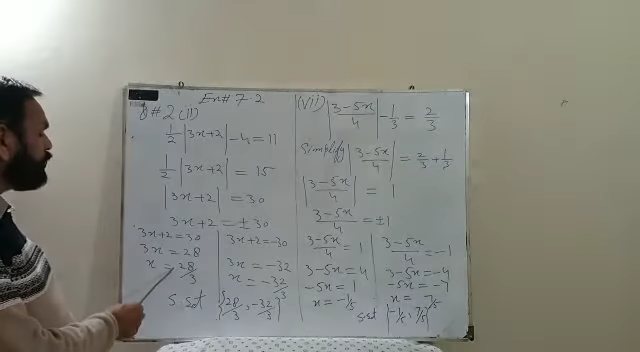 Ex# 7.2
Q#2(ii)
1/2 |3x+2| - 4 = 11
1/2 |3x+2| = 15
|3x+2| = 30
3x+2 = ±30
3x+2 = 30
3x = 28
x = 28/3
3x+2 = -30
3x = -32
x = -32/3
S set {28/3, -32/3}
(vii) |3-5x/4| - 1/3 = 2/3
Simplify |3-5x/4| = 2/3 + 1/3
|3-5x/4| = 1
3-5x/4 = ±1
3-5x/4 = 1
3-5x = 4
-5x = 1
x = -1/5
3-5x/4 = -1
3-5x = -4
-5x = -7
x = 7/5
S set {-1/5, 7/5}